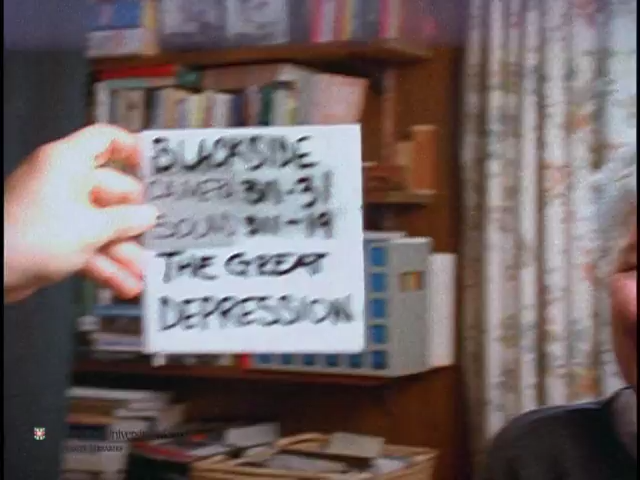 BLACKSIDE
CAMERA 311-31
SOUND 311-19
THE GREAT
DEPRESSION